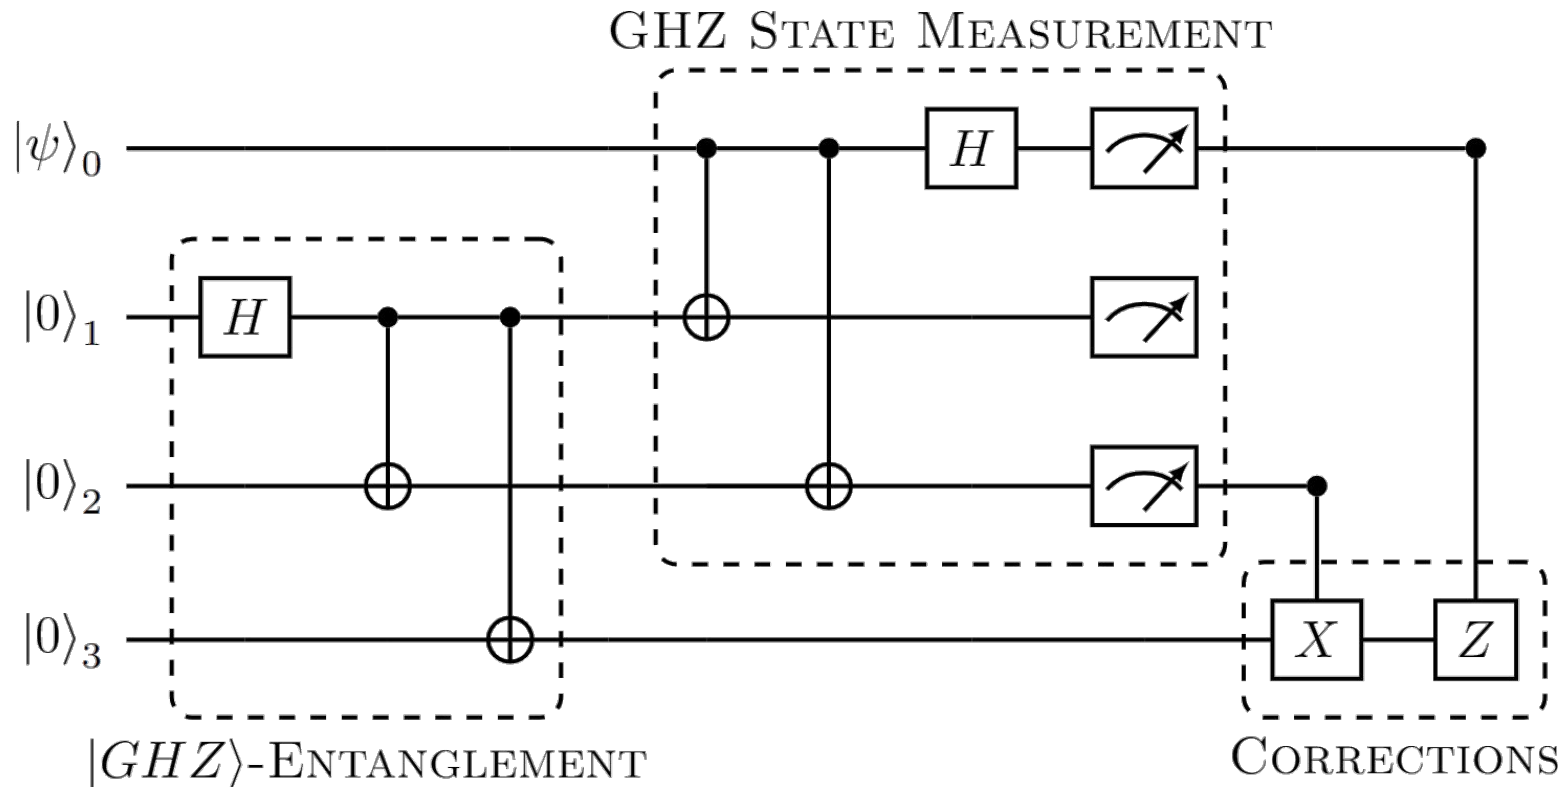 GHZ STATE MEASUREMENT
|ψ⟩₀
H
|0⟩₁
H
|0⟩₂
|0⟩₃
X
Z
|GHZ⟩-ENTANGLEMENT
CORRECTIONS